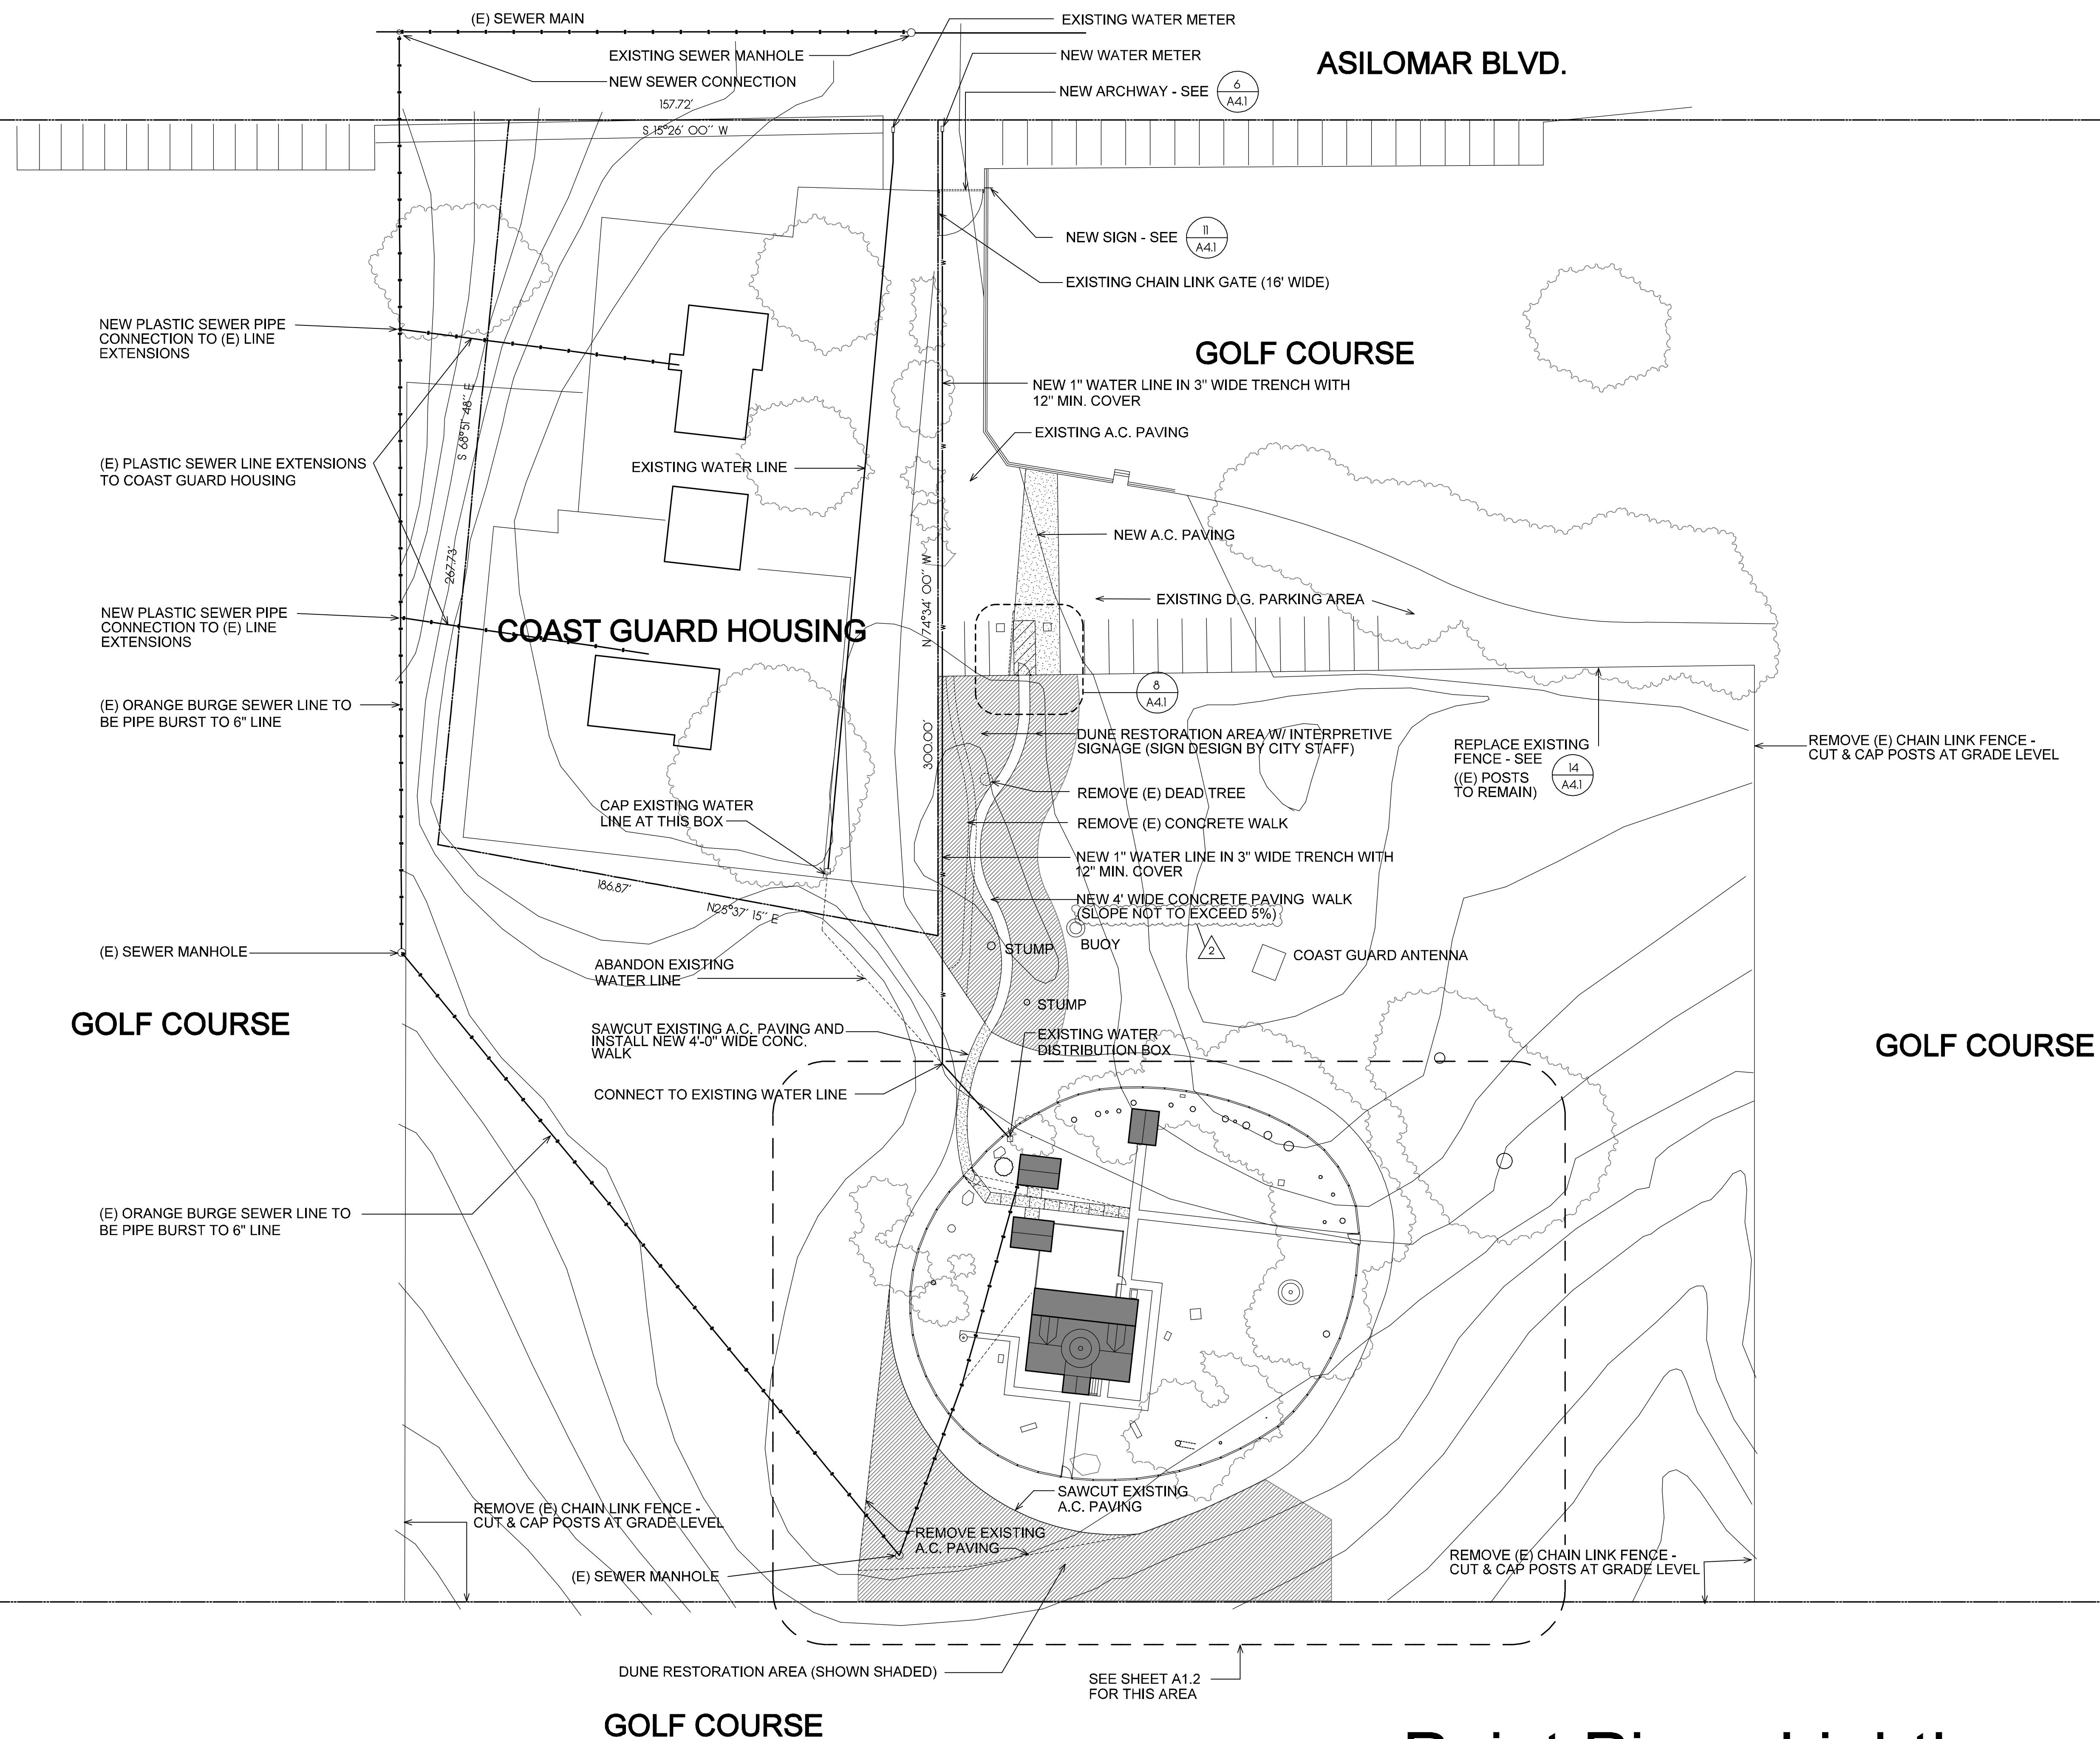 (E) SEWER MAIN
EXISTING WATER METER
EXISTING SEWER MANHOLE
NEW WATER METER
ASILOMAR BLVD.
NEW SEWER CONNECTION
NEW ARCHWAY - SEE
6
A4.1
157.72'
S 15°26' 00'' W
NEW SIGN - SEE
11
A4.1
EXISTING CHAIN LINK GATE (16' WIDE)
NEW PLASTIC SEWER PIPE
CONNECTION TO (E) LINE
EXTENSIONS
GOLF COURSE
NEW 1" WATER LINE IN 3" WIDE TRENCH WITH
12" MIN. COVER
S 68°51' 48'' E
EXISTING A.C. PAVING
(E) PLASTIC SEWER LINE EXTENSIONS
TO COAST GUARD HOUSING
EXISTING WATER LINE
NEW A.C. PAVING
267.73'
N 74°34' 00'' W
EXISTING D.G. PARKING AREA
NEW PLASTIC SEWER PIPE
CONNECTION TO (E) LINE
EXTENSIONS
COAST GUARD HOUSING
8
A4.1
(E) ORANGE BURGE SEWER LINE TO
BE PIPE BURST TO 6" LINE
300.00'
DUNE RESTORATION AREA W/ INTERPRETIVE
SIGNAGE (SIGN DESIGN BY CITY STAFF)
REPLACE EXISTING
FENCE - SEE
((E) POSTS
TO REMAIN)
14
A4.1
REMOVE (E) CHAIN LINK FENCE -
CUT & CAP POSTS AT GRADE LEVEL
REMOVE (E) DEAD TREE
CAP EXISTING WATER
LINE AT THIS BOX
REMOVE (E) CONCRETE WALK
NEW 1" WATER LINE IN 3" WIDE TRENCH WITH
12" MIN. COVER
186.87'
N25°37' 15'' E
NEW 4' WIDE CONCRETE PAVING WALK
(SLOPE NOT TO EXCEED 5%)
(E) SEWER MANHOLE
STUMP
BUOY
2
COAST GUARD ANTENNA
ABANDON EXISTING
WATER LINE
STUMP
GOLF COURSE
SAWCUT EXISTING A.C. PAVING AND
INSTALL NEW 4'-0" WIDE CONC.
WALK
EXISTING WATER
DISTRIBUTION BOX
GOLF COURSE
CONNECT TO EXISTING WATER LINE
(E) ORANGE BURGE SEWER LINE TO
BE PIPE BURST TO 6" LINE
SAWCUT EXISTING
A.C. PAVING
REMOVE (E) CHAIN LINK FENCE -
CUT & CAP POSTS AT GRADE LEVEL
REMOVE EXISTING
A.C. PAVING
REMOVE (E) CHAIN LINK FENCE -
CUT & CAP POSTS AT GRADE LEVEL
(E) SEWER MANHOLE
DUNE RESTORATION AREA (SHOWN SHADED)
SEE SHEET A1.2
FOR THIS AREA
GOLF COURSE